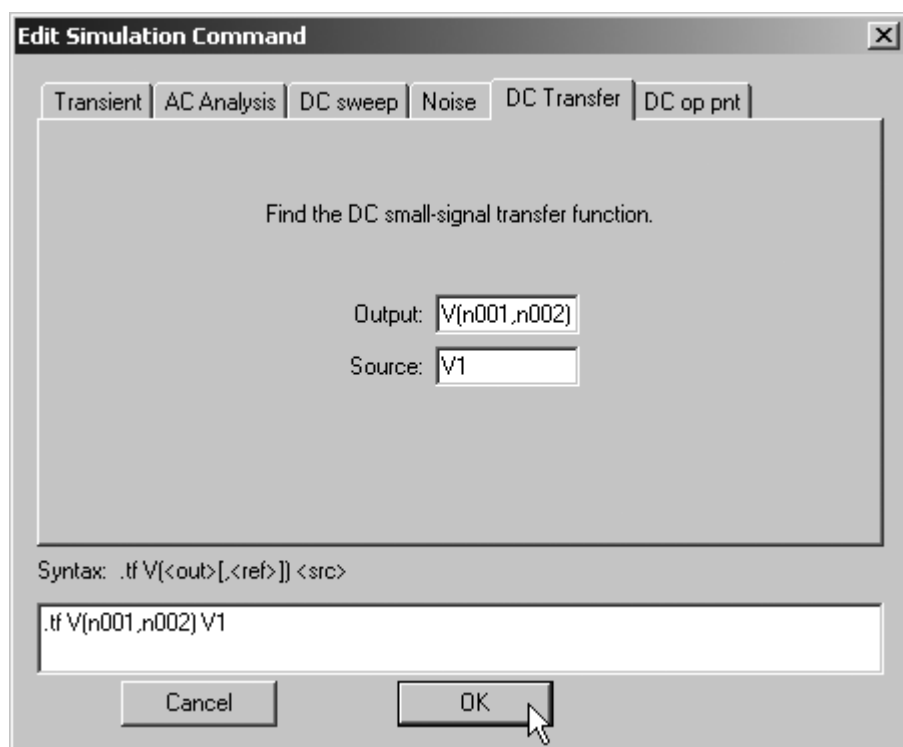 Edit Simulation Command
Transient AC Analysis DC sweep Noise DC Transfer DC op pnt
Find the DC small-signal transfer function.
Output: V(n001,n002)
Source: V1
Syntax: .tf V(<out>[,<ref>]) <src>
.tf V(n001,n002) V1
Cancel OK